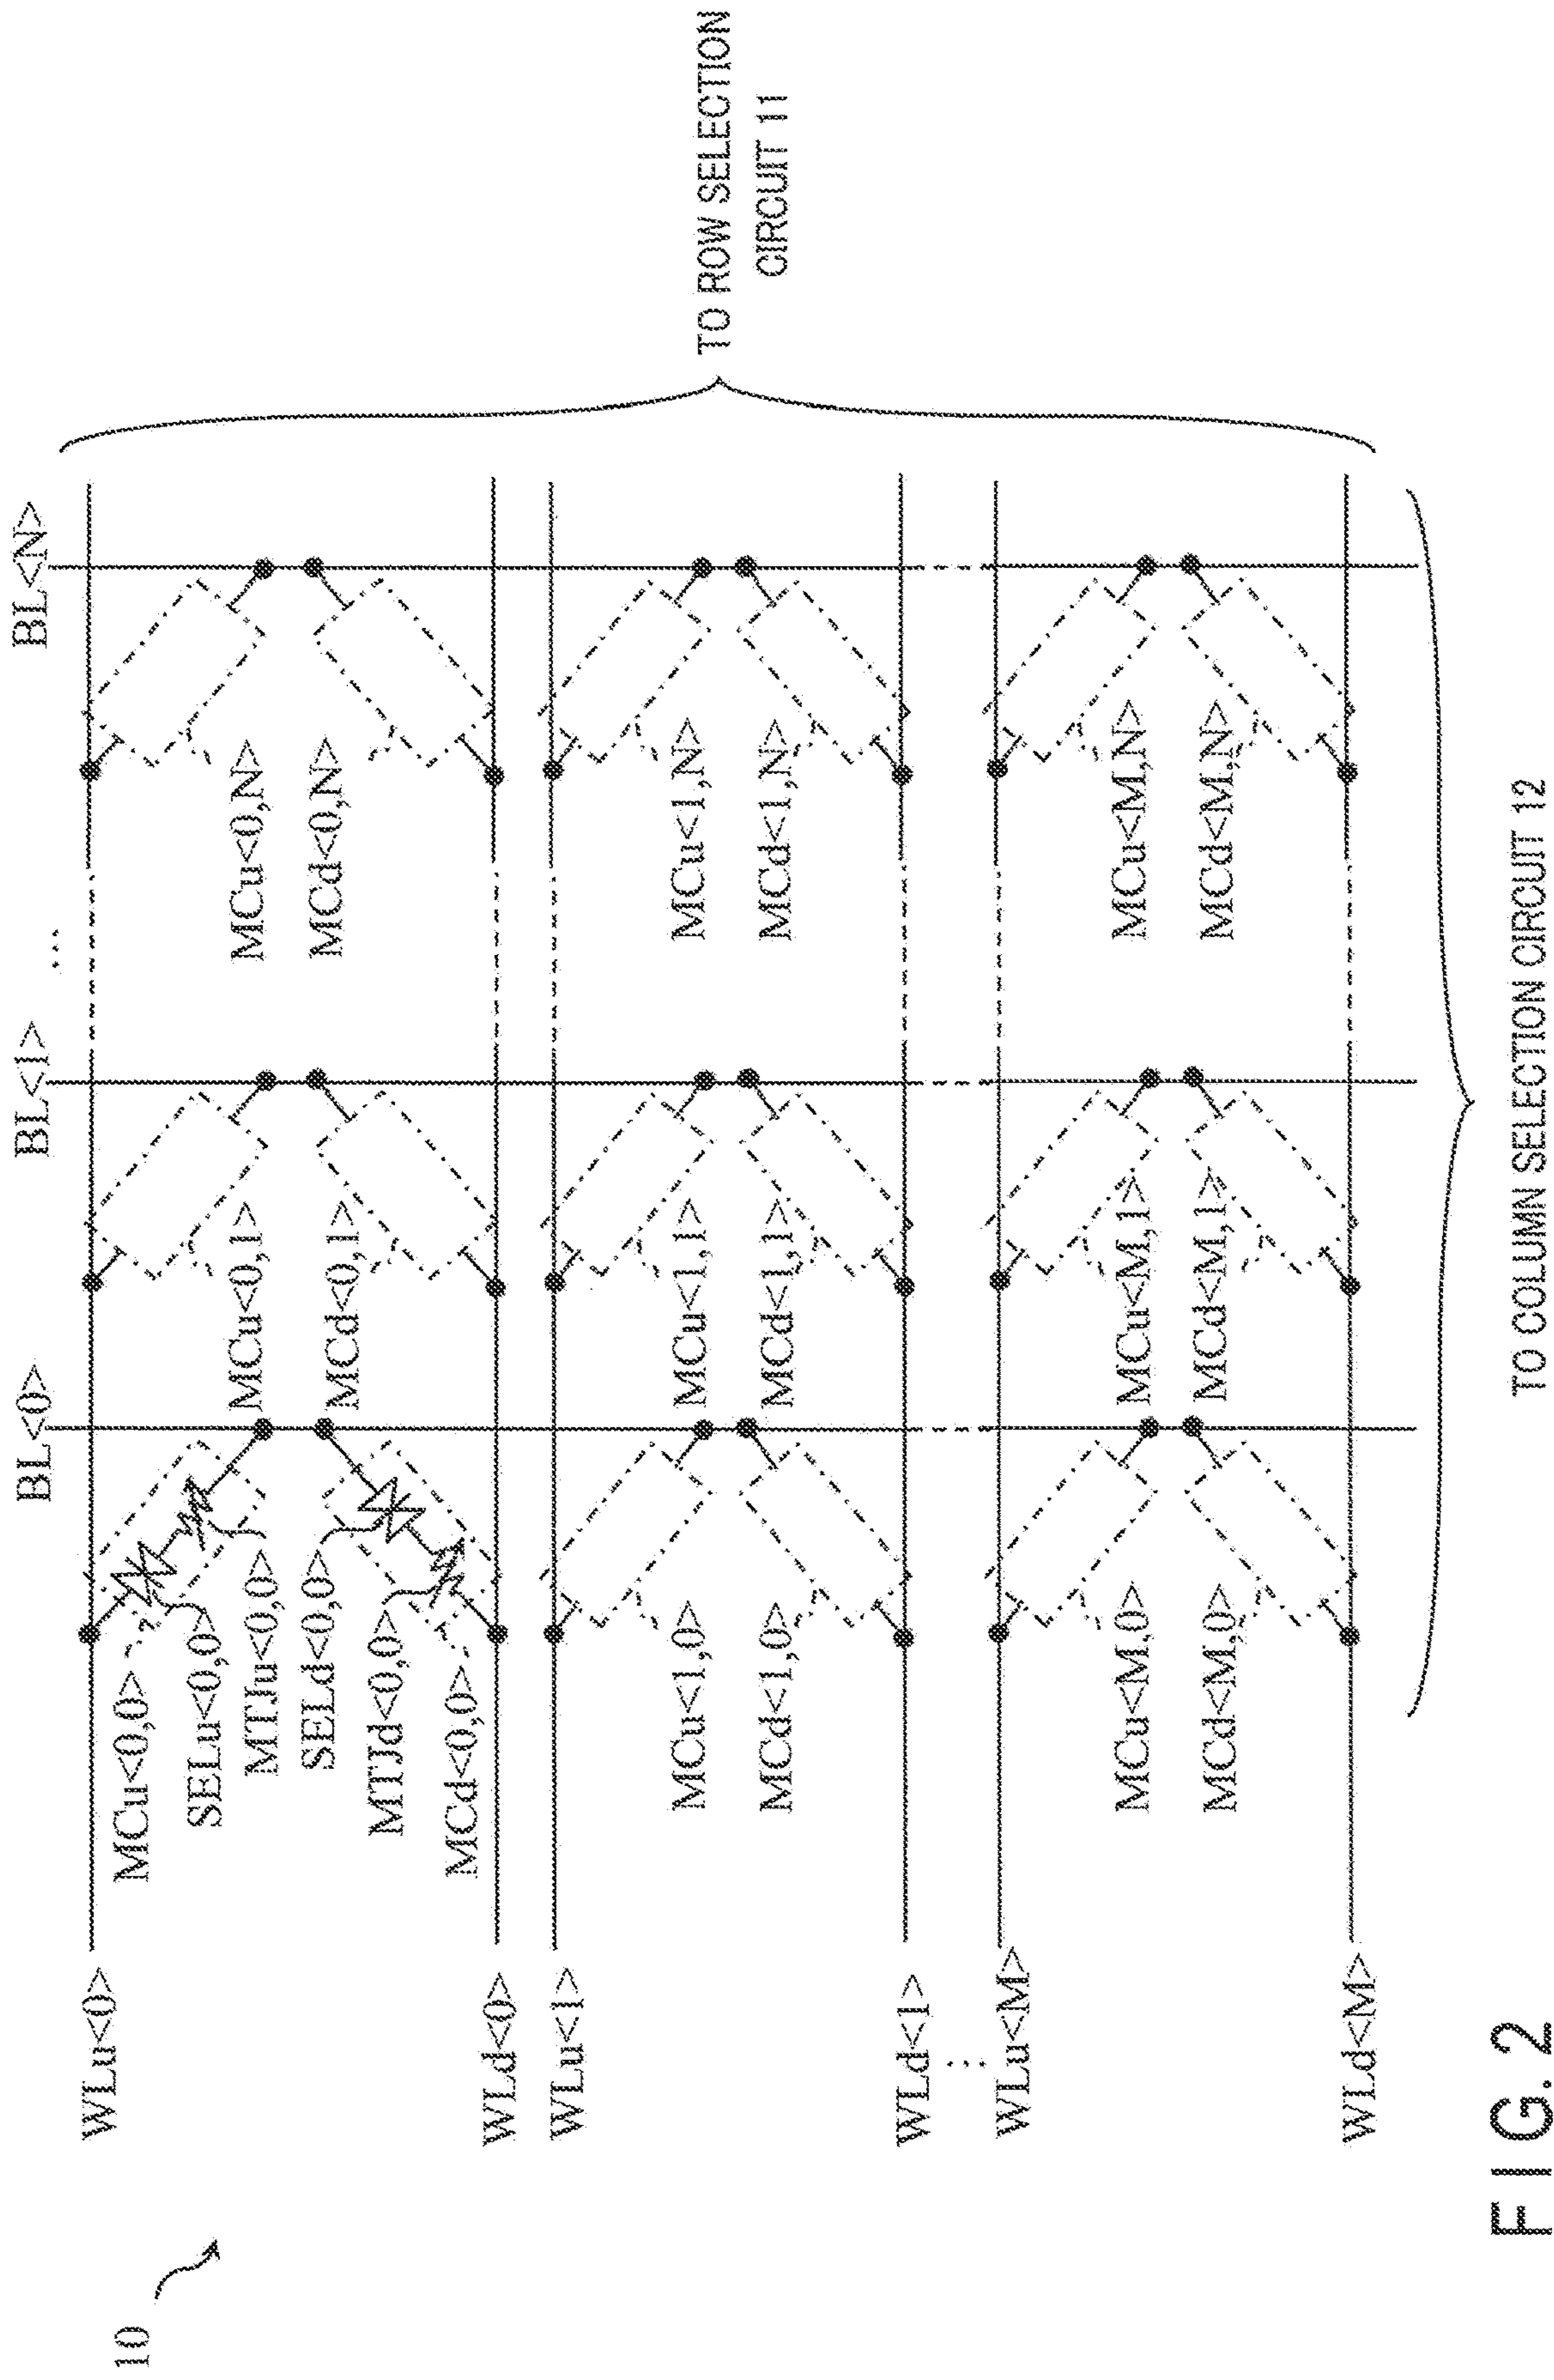 10
BL<0>
BL<1>
...
BL<N>
WLu<0>
MCu<0,0>
SELu<0,0>
MTJu<0,0>
SELd<0,0>
MTJd<0,0>
MCd<0,0>
MCu<0,1>
MCd<0,1>
MCu<0,N>
MCd<0,N>
WLd<0>
WLu<1>
MCu<1,0>
MCd<1,0>
MCu<1,1>
MCd<1,1>
MCu<1,N>
MCd<1,N>
WLd<1>
...
WLu<M>
MCu<M,0>
MCd<M,0>
MCu<M,1>
MCd<M,1>
MCu<M,N>
MCd<M,N>
WLd<M>
TO ROW SELECTION
CIRCUIT 11
TO COLUMN SELECTION CIRCUIT 12
FIG. 2